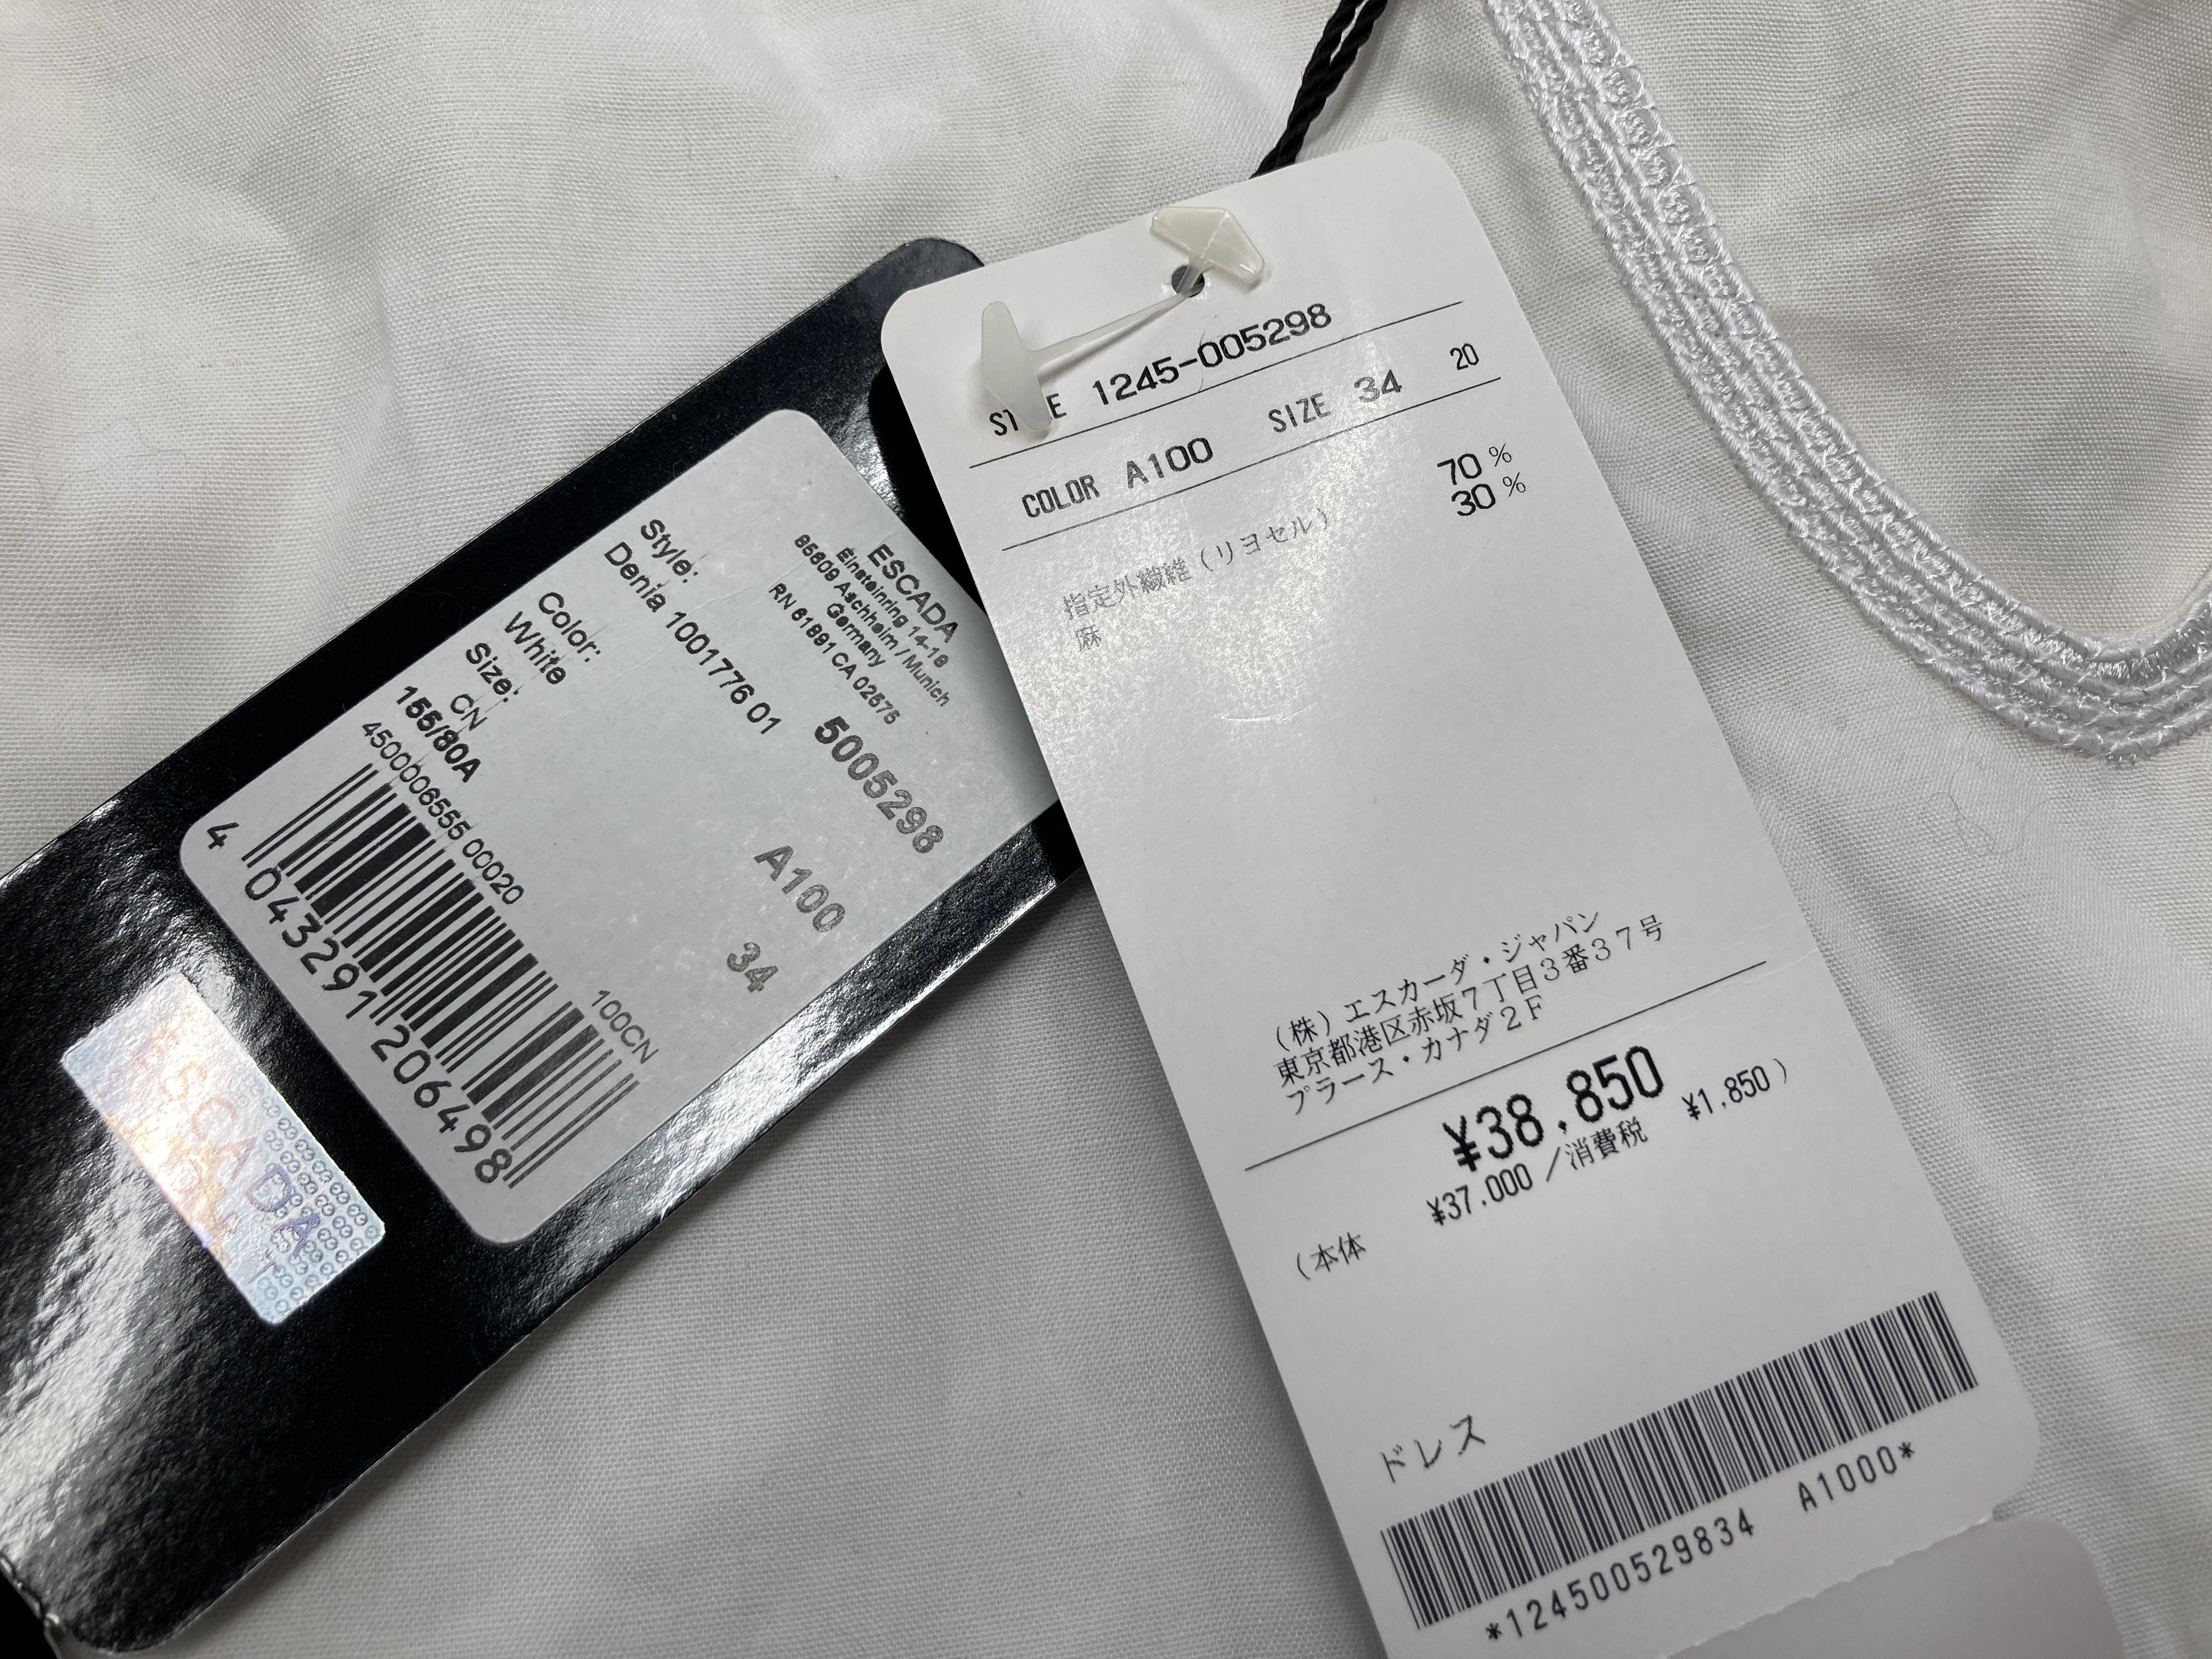 ESCADA
Einsteinring 14-18
85609 Aschheim / Munich
Germany
RN 61891 CA 02575
Style:
Denia 1001776 01
5005298
Color:
White
A100
Size:
CN
155/80A
34
4500006555 00020
100CN
4 043291 206498
ESCADA
1245-005298
COLOR A100 SIZE 34 20
指定外繊維（リヨセル） 70 %
麻 30 %
（株）エスカーダ・ジャパン
東京都港区赤坂７丁目３番３７号
プラース・カナダ２Ｆ
¥38,850
（本体 ¥37,000 ／消費税 ¥1,850）
ドレス
*12450052983４ A1000*